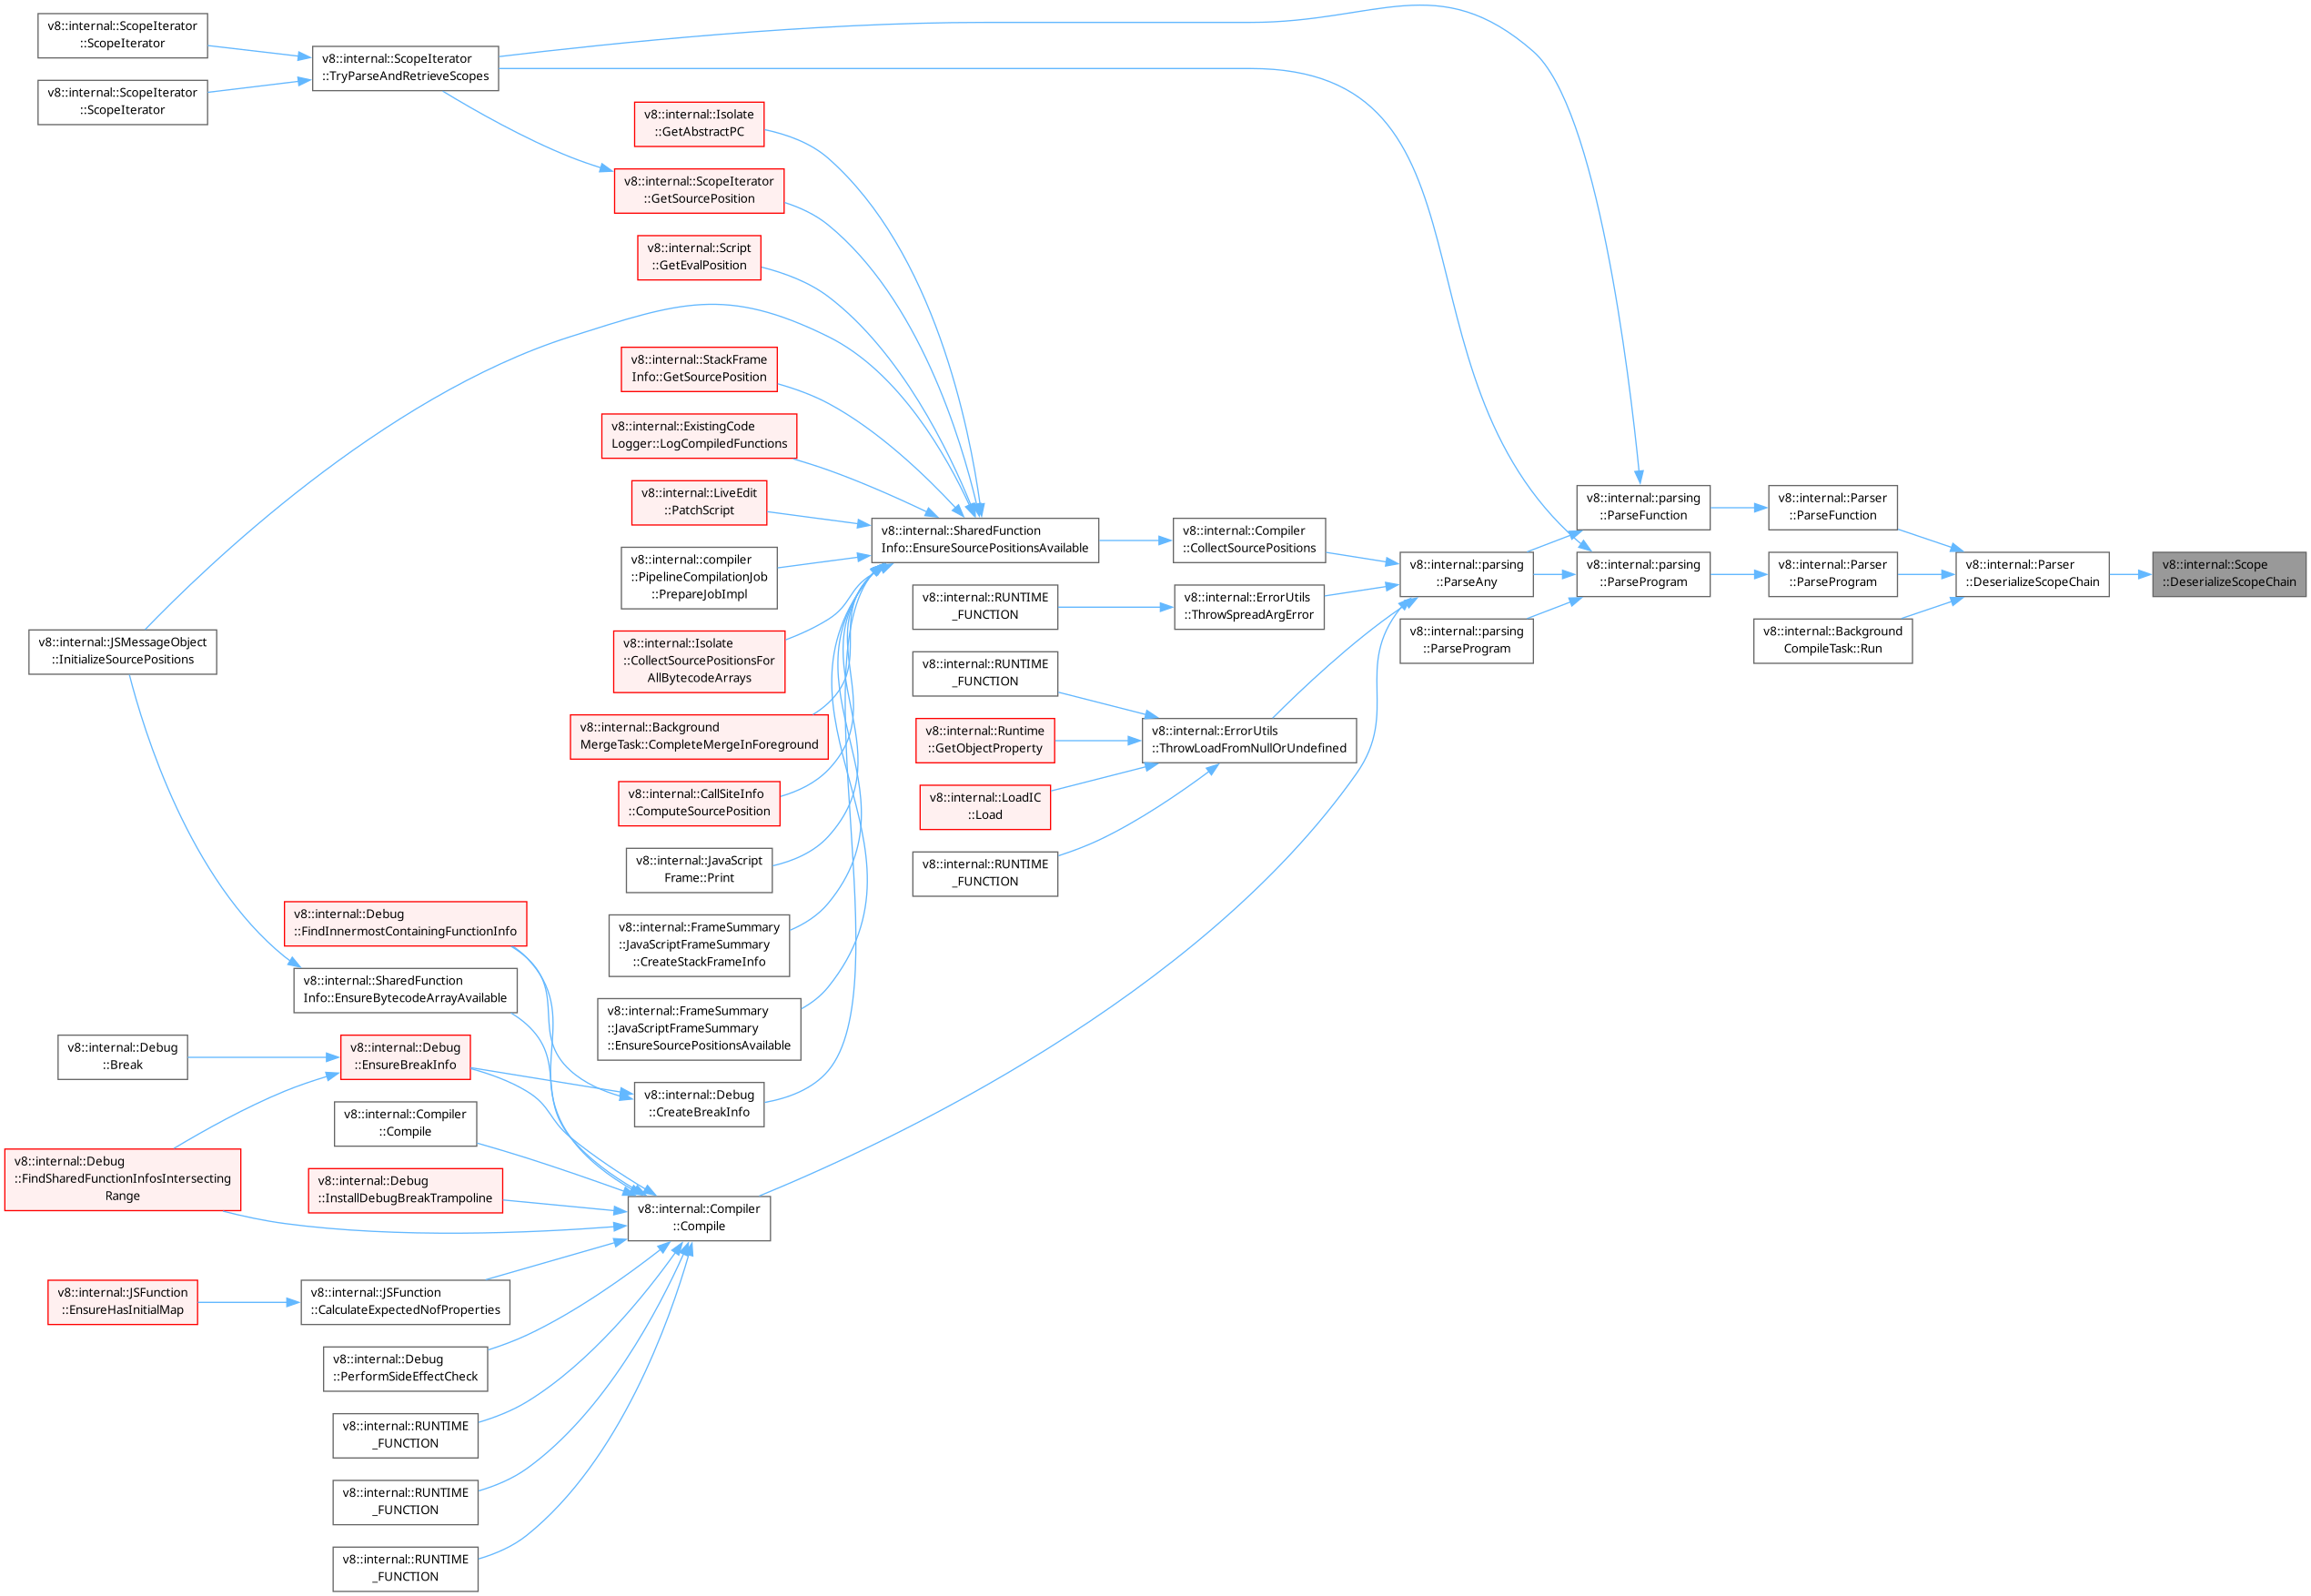 v8::internal::ScopeIterator
::ScopeIterator
v8::internal::ScopeIterator
::TryParseAndRetrieveScopes
v8::internal::ScopeIterator
::ScopeIterator
v8::internal::Isolate
::GetAbstractPC
v8::internal::ScopeIterator
::GetSourcePosition
v8::internal::Script
::GetEvalPosition
v8::internal::StackFrame
Info::GetSourcePosition
v8::internal::ExistingCode
Logger::LogCompiledFunctions
v8::internal::LiveEdit
::PatchScript
v8::internal::compiler
::PipelineCompilationJob
::PrepareJobImpl
v8::internal::Isolate
::CollectSourcePositionsFor
AllBytecodeArrays
v8::internal::Background
MergeTask::CompleteMergeInForeground
v8::internal::CallSiteInfo
::ComputeSourcePosition
v8::internal::JavaScript
Frame::Print
v8::internal::FrameSummary
::JavaScriptFrameSummary
::CreateStackFrameInfo
v8::internal::FrameSummary
::JavaScriptFrameSummary
::EnsureSourcePositionsAvailable
v8::internal::Debug
::CreateBreakInfo
v8::internal::Compiler
::Compile
v8::internal::JSMessageObject
::InitializeSourcePositions
v8::internal::Debug
::FindInnermostContainingFunctionInfo
v8::internal::SharedFunction
Info::EnsureBytecodeArrayAvailable
v8::internal::Debug
::Break
v8::internal::Debug
::EnsureBreakInfo
v8::internal::Compiler
::Compile
v8::internal::Debug
::FindSharedFunctionInfosIntersecting
Range
v8::internal::Debug
::InstallDebugBreakTrampoline
v8::internal::JSFunction
::EnsureHasInitialMap
v8::internal::JSFunction
::CalculateExpectedNofProperties
v8::internal::Debug
::PerformSideEffectCheck
v8::internal::RUNTIME
_FUNCTION
v8::internal::RUNTIME
_FUNCTION
v8::internal::RUNTIME
_FUNCTION
v8::internal::SharedFunction
Info::EnsureSourcePositionsAvailable
v8::internal::RUNTIME
_FUNCTION
v8::internal::RUNTIME
_FUNCTION
v8::internal::Runtime
::GetObjectProperty
v8::internal::LoadIC
::Load
v8::internal::RUNTIME
_FUNCTION
v8::internal::Compiler
::CollectSourcePositions
v8::internal::ErrorUtils
::ThrowSpreadArgError
v8::internal::ErrorUtils
::ThrowLoadFromNullOrUndefined
v8::internal::parsing
::ParseAny
v8::internal::parsing
::ParseProgram
v8::internal::parsing
::ParseFunction
v8::internal::parsing
::ParseProgram
v8::internal::Parser
::ParseFunction
v8::internal::Parser
::ParseProgram
v8::internal::Background
CompileTask::Run
v8::internal::Parser
::DeserializeScopeChain
v8::internal::Scope
::DeserializeScopeChain